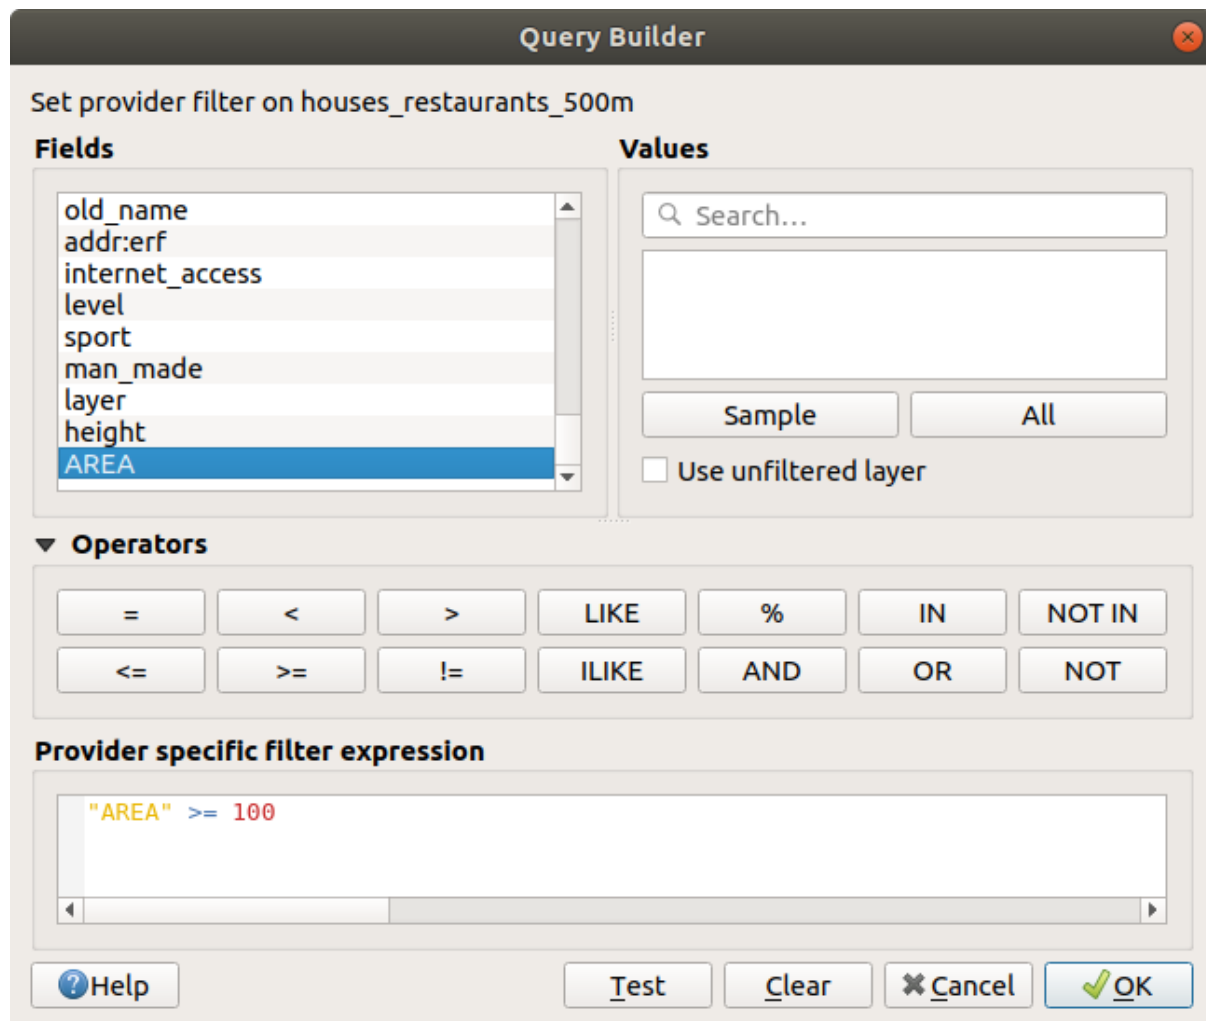 Query Builder
Set provider filter on houses_restaurants_500m
Fields
Values
old_name
addr:erf
internet_access
level
sport
man_made
layer
height
AREA
Search...
Sample All
Use unfiltered layer
Operators
= < > LIKE % IN NOT IN
<= >= != ILIKE AND OR NOT
Provider specific filter expression
"AREA" >= 100
Help Test Clear Cancel OK